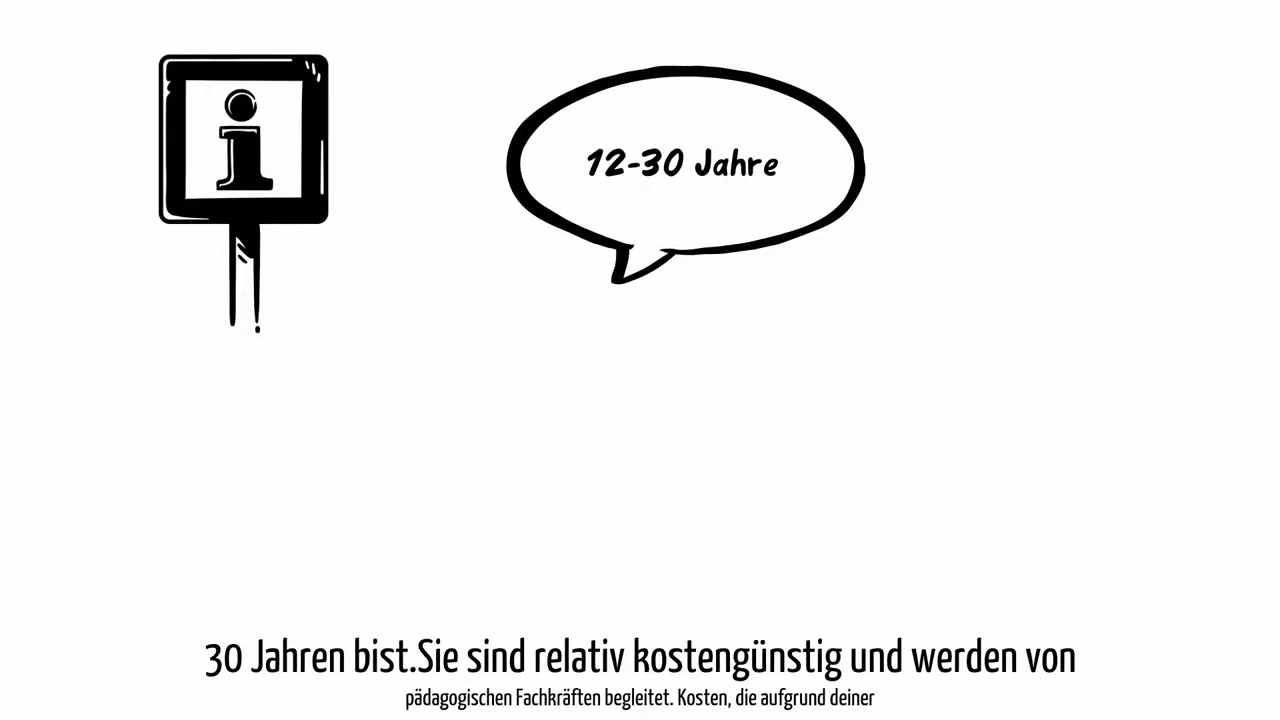 i
12-30 Jahre
30 Jahren bist.Sie sind relativ kostengünstig und werden von
pädagogischen Fachkräften begleitet. Kosten, die aufgrund deiner